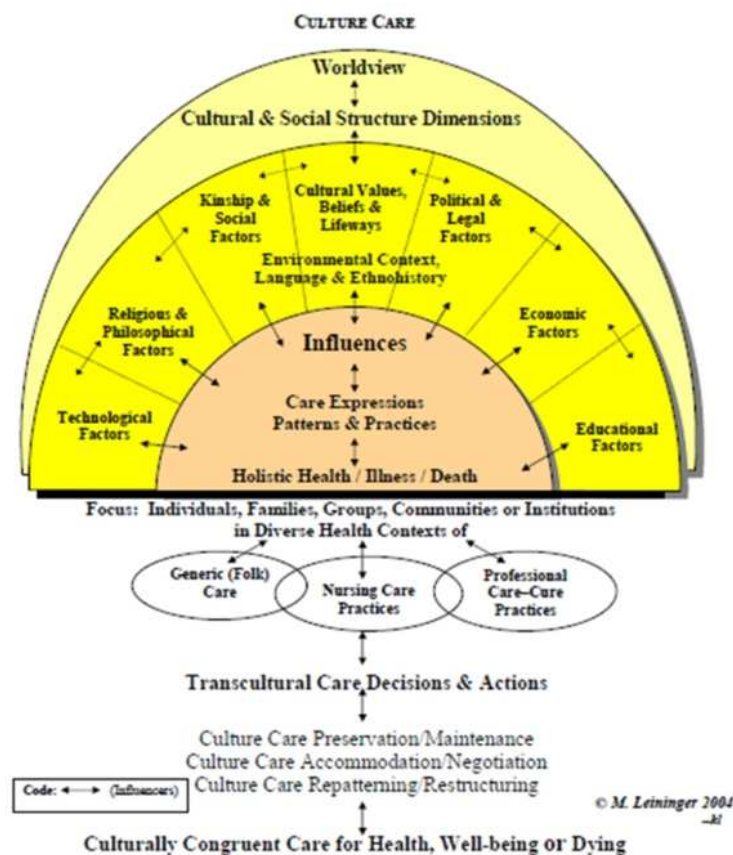 CULTURE CARE
Worldview
Cultural & Social Structure Dimensions
Kinship &
Social
Factors
Cultural Values,
Beliefs &
Lifeways
Political &
Legal
Factors
Environmental Context,
Language & Ethnohistory
Religious &
Philosophical
Factors
Economic
Factors
Technological
Factors
Educational
Factors
Influences
Care Expressions
Patterns & Practices
Holistic Health / Illness / Death
Focus: Individuals, Families, Groups, Communities or Institutions
in Diverse Health Contexts of
Generic (Folk)
Care
Nursing Care
Practices
Professional
Care–Cure
Practices
Transcultural Care Decisions & Actions
Culture Care Preservation/Maintenance
Culture Care Accommodation/Negotiation
Culture Care Repatterning/Restructuring
Code: (Influencers)
© M. Leininger 2004
–kl
Culturally Congruent Care for Health, Well-being or Dying